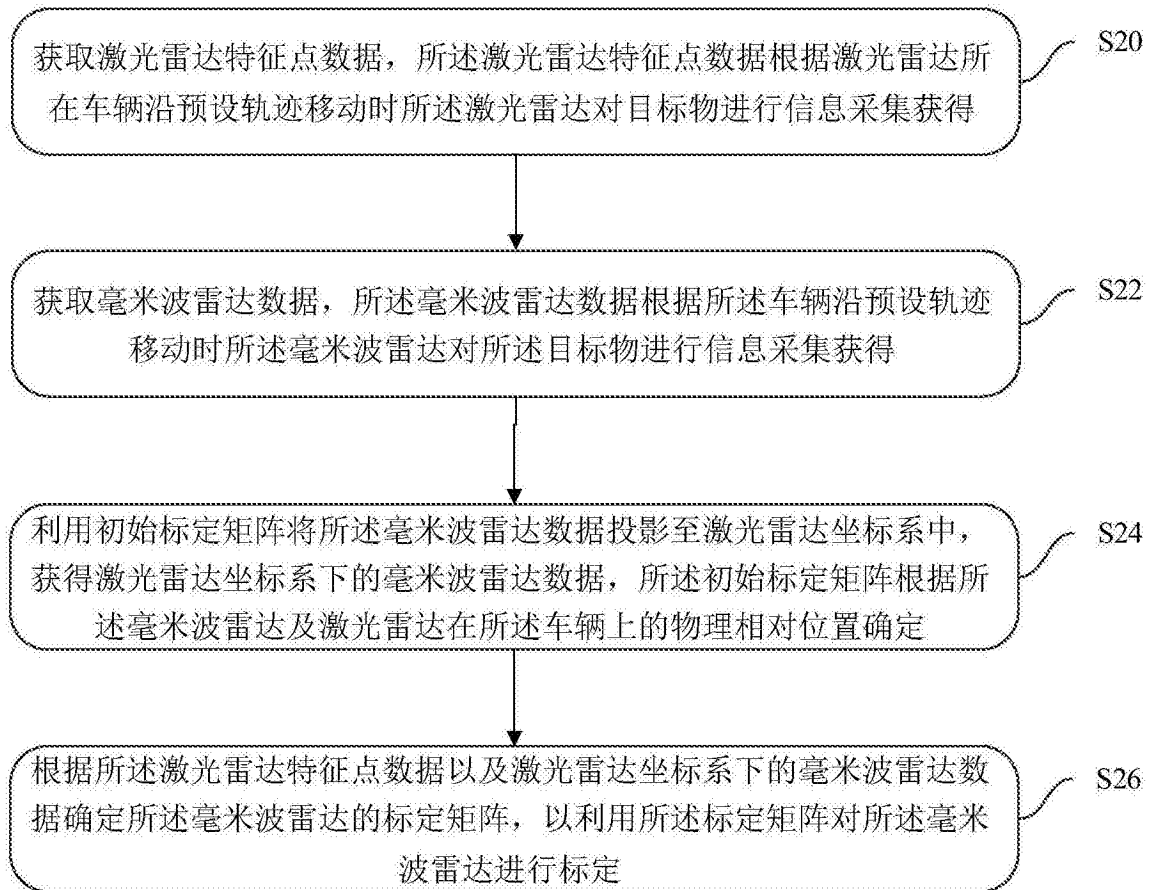 获取激光雷达特征点数据，所述激光雷达特征点数据根据激光雷达所
在车辆沿预设轨迹移动时所述激光雷达对目标物进行信息采集获得
S20
获取毫米波雷达数据，所述毫米波雷达数据根据所述车辆沿预设轨迹
移动时所述毫米波雷达对所述目标物进行信息采集获得
S22
利用初始标定矩阵将所述毫米波雷达数据投影至激光雷达坐标系中，
获得激光雷达坐标系下的毫米波雷达数据，所述初始标定矩阵根据所
述毫米波雷达及激光雷达在所述车辆上的物理相对位置确定
S24
根据所述激光雷达特征点数据以及激光雷达坐标系下的毫米波雷达数
据确定所述毫米波雷达的标定矩阵，以利用所述标定矩阵对所述毫米
波雷达进行标定
S26